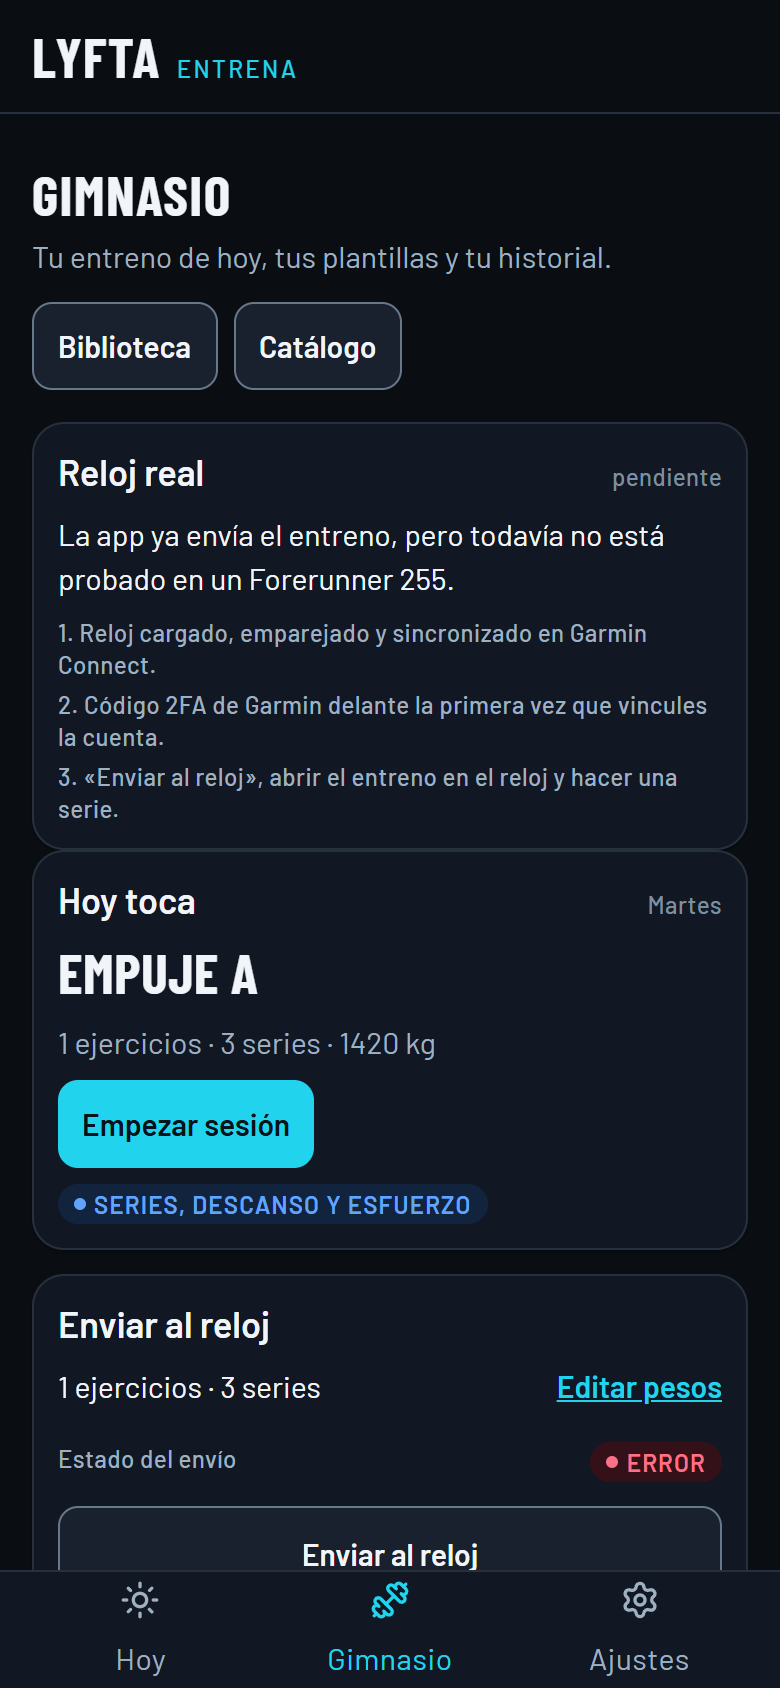 LYFTA ENTRENA
GIMNASIO
Tu entreno de hoy, tus plantillas y tu historial.
Biblioteca Catálogo
Reloj real pendiente
La app ya envía el entreno, pero todavía no está
probado en un Forerunner 255.
1. Reloj cargado, emparejado y sincronizado en Garmin
Connect.
2. Código 2FA de Garmin delante la primera vez que vincules
la cuenta.
3. «Enviar al reloj», abrir el entreno en el reloj y hacer una
serie.
Hoy toca Martes
EMPUJE A
1 ejercicios · 3 series · 1420 kg
Empezar sesión
SERIES, DESCANSO Y ESFUERZO
Enviar al reloj
1 ejercicios · 3 series Editar pesos
Estado del envío ERROR
Enviar al reloj
Hoy Gimnasio Ajustes